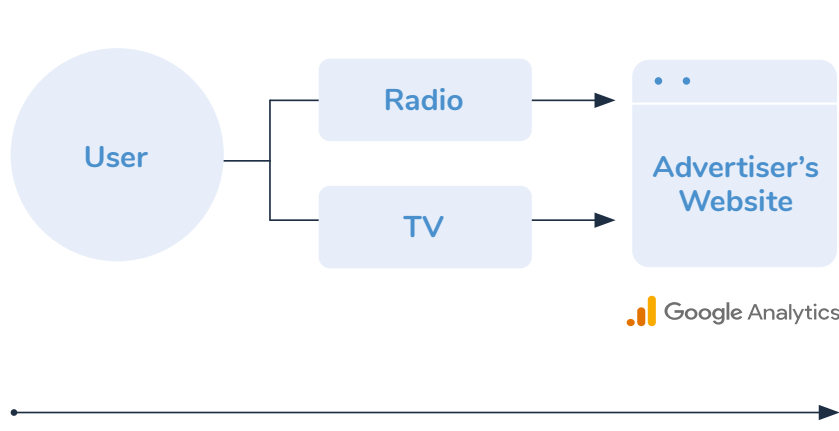 User
Radio
TV
Advertiser’s
Website
Google Analytics